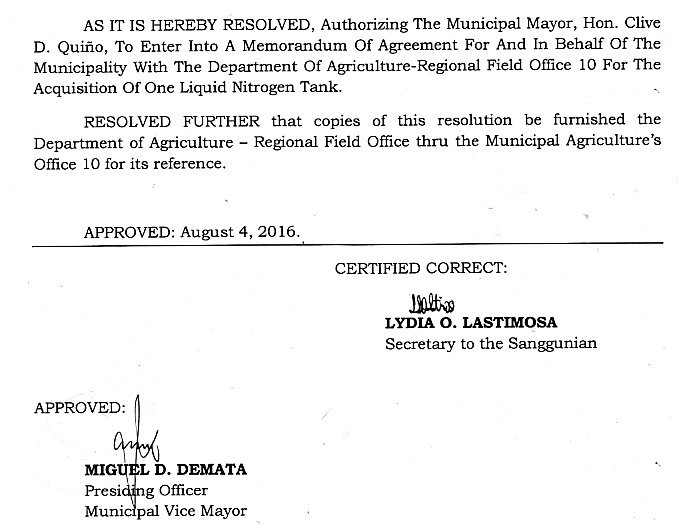 AS IT IS HEREBY RESOLVED, Authorizing The Municipal Mayor, Hon. Clive
D. Quiño, To Enter Into A Memorandum Of Agreement For And In Behalf Of The
Municipality With The Department Of Agriculture-Regional Field Office 10 For The
Acquisition Of One Liquid Nitrogen Tank.
RESOLVED FURTHER that copies of this resolution be furnished the
Department of Agriculture – Regional Field Office thru the Municipal Agriculture's
Office 10 for its reference.
APPROVED: August 4, 2016.
CERTIFIED CORRECT:
LYDIA O. LASTIMOSA
Secretary to the Sanggunian
APPROVED:
MIGUEL D. DEMATA
Presiding Officer
Municipal Vice Mayor